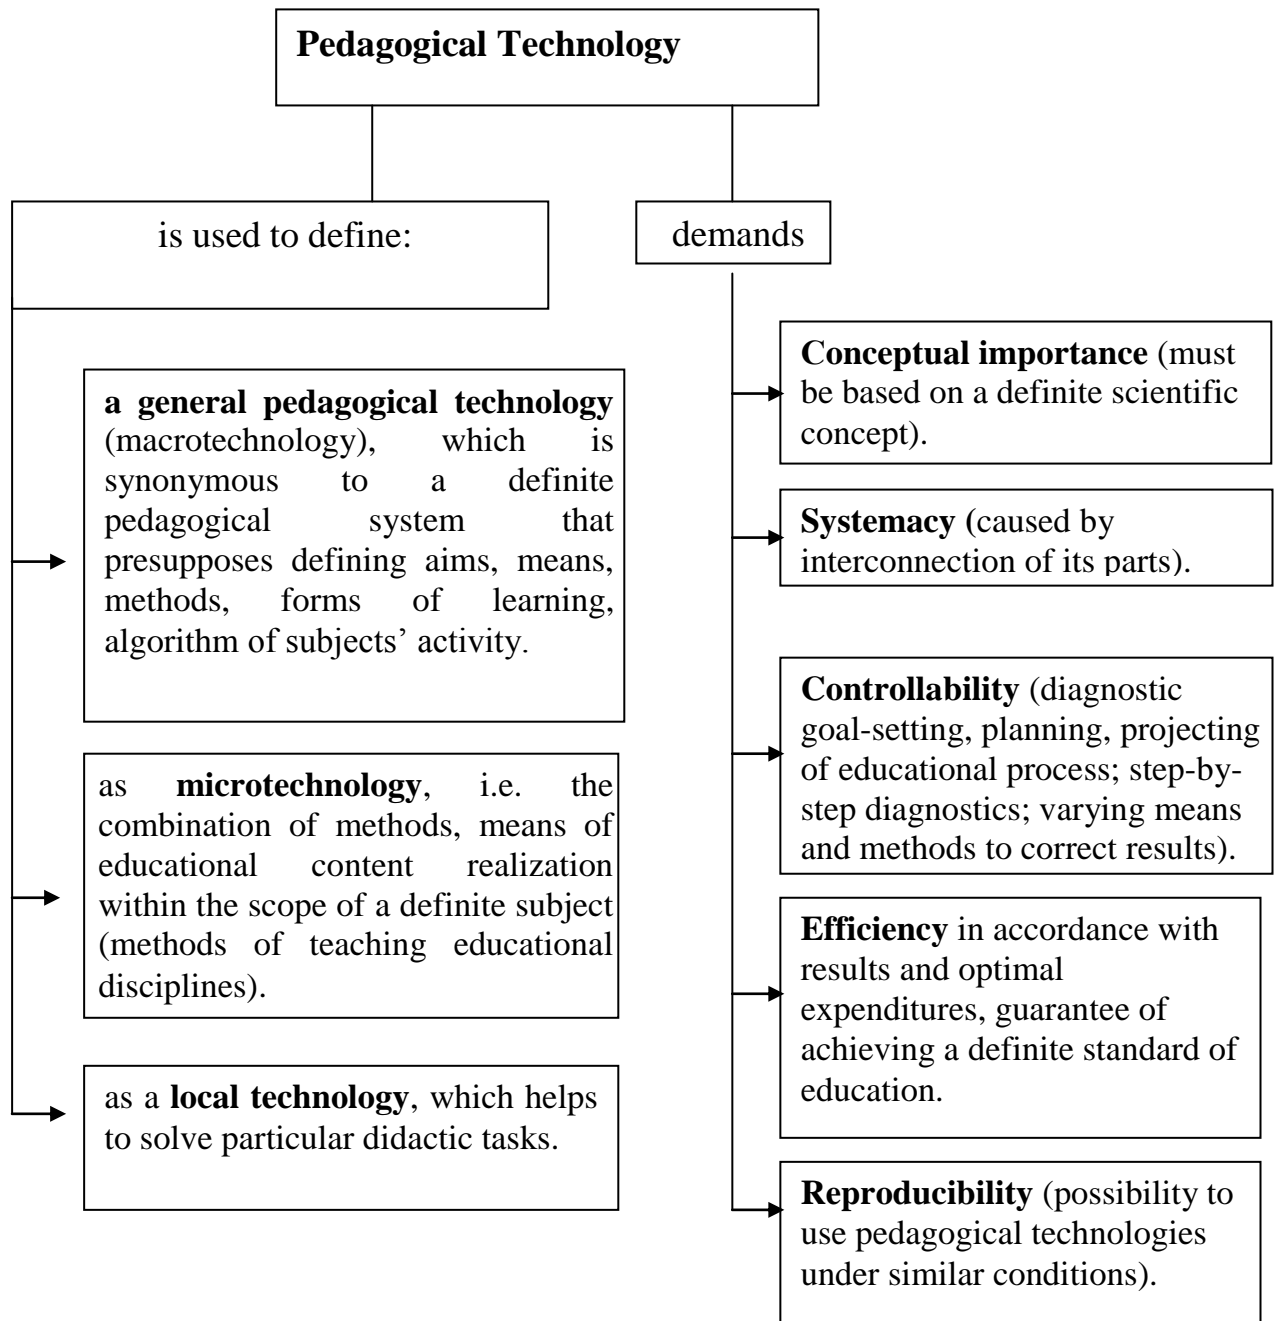 Pedagogical Technology
is used to define:
a general pedagogical technology
(macrotechnology), which is
synonymous to a definite
pedagogical system that
presupposes defining aims, means,
methods, forms of learning,
algorithm of subjects’ activity.
as microtechnology, i.e. the
combination of methods, means of
educational content realization
within the scope of a definite subject
(methods of teaching educational
disciplines).
as a local technology, which helps
to solve particular didactic tasks.
demands
Conceptual importance (must
be based on a definite scientific
concept).
Systemacy (caused by
interconnection of its parts).
Controllability (diagnostic
goal-setting, planning, projecting
of educational process; step-by-
step diagnostics; varying means
and methods to correct results).
Efficiency in accordance with
results and optimal
expenditures, guarantee of
achieving a definite standard of
education.
Reproducibility (possibility to
use pedagogical technologies
under similar conditions).